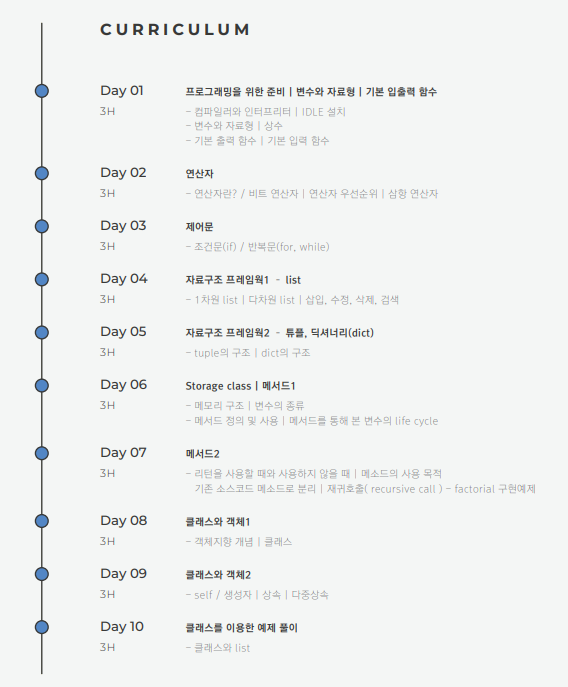 CURRICULUM
Day 01
프로그래밍을 위한 준비 | 변수와 자료형 | 기본 입출력 함수
3H
- 컴파일러와 인터프리터 | IDLE 설치
- 변수와 자료형 | 상수
- 기본 출력 함수 | 기본 입력 함수
Day 02
연산자
3H
- 연산자란? / 비트 연산자 | 연산자 우선순위 | 삼항 연산자
Day 03
제어문
3H
- 조건문(if) / 반복문(for, while)
Day 04
자료구조 프레임웍1 - list
3H
- 1차원 list | 다차원 list | 삽입, 수정, 삭제, 검색
Day 05
자료구조 프레임웍2 - 튜플, 딕셔너리(dict)
3H
- tuple의 구조 | dict의 구조
Day 06
Storage class | 메서드1
3H
- 메모리 구조 | 변수의 종류
- 메서드 정의 및 사용 | 메서드를 통해 본 변수의 life cycle
Day 07
메서드2
3H
- 리턴을 사용할 때와 사용하지 않을 때 | 메소드의 사용 목적
기존 소스코드 메소드로 분리 | 재귀호출( recursive call ) - factorial 구현예제
Day 08
클래스와 객체1
3H
- 객체지향 개념 | 클래스
Day 09
클래스와 객체2
3H
- self / 생성자 | 상속 | 다중상속
Day 10
클래스를 이용한 예제 풀이
3H
- 클래스와 list